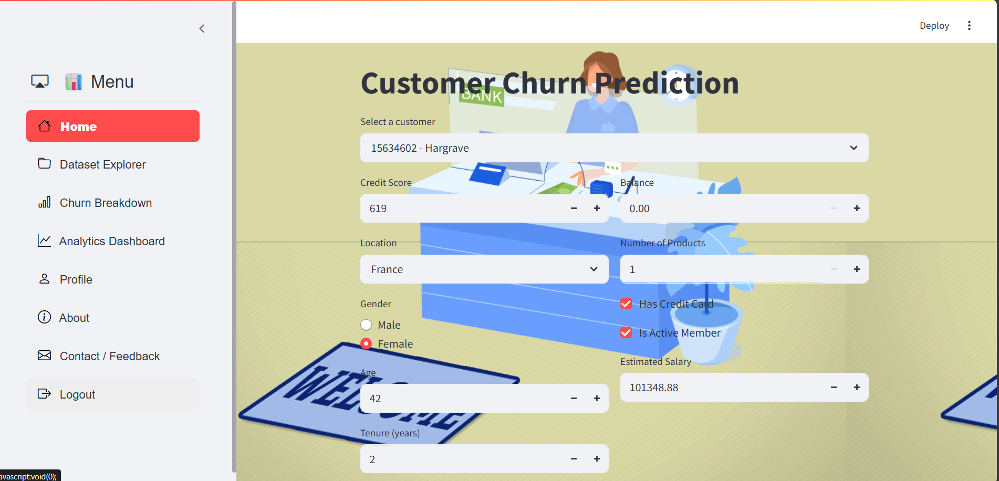 Deploy
Menu
Home
Dataset Explorer
Churn Breakdown
Analytics Dashboard
Profile
About
Contact / Feedback
Logout
avascript:void(0);
Customer Churn Prediction
BANK
Select a customer
15634602 - Hargrave
Credit Score
619
Balance
0.00
Location
France
Number of Products
1
Gender
Male
Female
Has Credit Card
Is Active Member
Age
42
Estimated Salary
101348.88
WELCOME
Tenure (years)
2